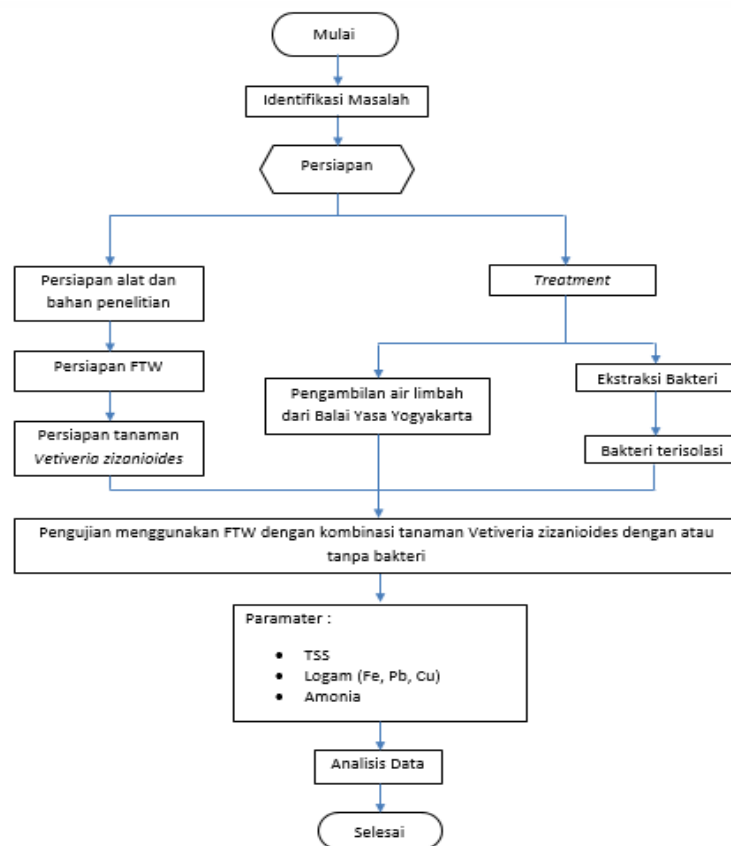 Mulai
Identifikasi Masalah
Persiapan
Persiapan alat dan
bahan penelitian
Treatment
Persiapan FTW
Pengambilan air limbah
dari Balai Yasa Yogyakarta
Ekstraksi Bakteri
Persiapan tanaman
Vetiveria zizanioides
Bakteri terisolasi
Pengujian menggunakan FTW dengan kombinasi tanaman Vetiveria zizanioides dengan atau
tanpa bakteri
Paramater :
• TSS
• Logam (Fe, Pb, Cu)
• Amonia
Analisis Data
Selesai